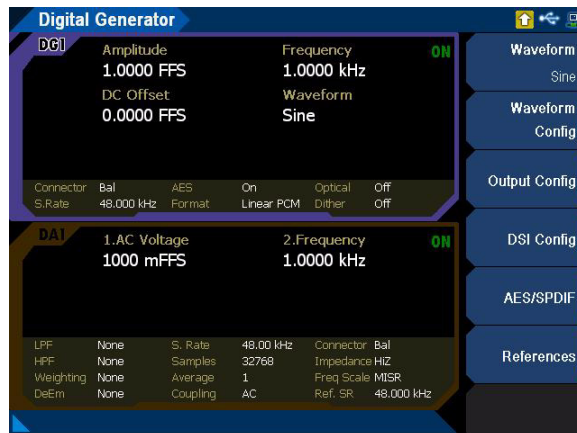 Digital Generator
DG1
Amplitude Frequency ON
1.0000 FFS 1.0000 kHz
DC Offset Waveform
0.0000 FFS Sine
Connector Bal AES On Optical Off
S.Rate 48.000 kHz Format Linear PCM Dither Off
DA1
1.AC Voltage 2.Frequency ON
1000 mFFS 1.0000 kHz
LPF None S. Rate 48.00 kHz Connector Bal
HPF None Samples 32768 Impedance HiZ
Weighting None Average 1 Freq Scale MISR
DeEm None Coupling AC Ref. SR 48.000 kHz
Waveform
Sine
Waveform
Config
Output Config
DSI Config
AES/SPDIF
References